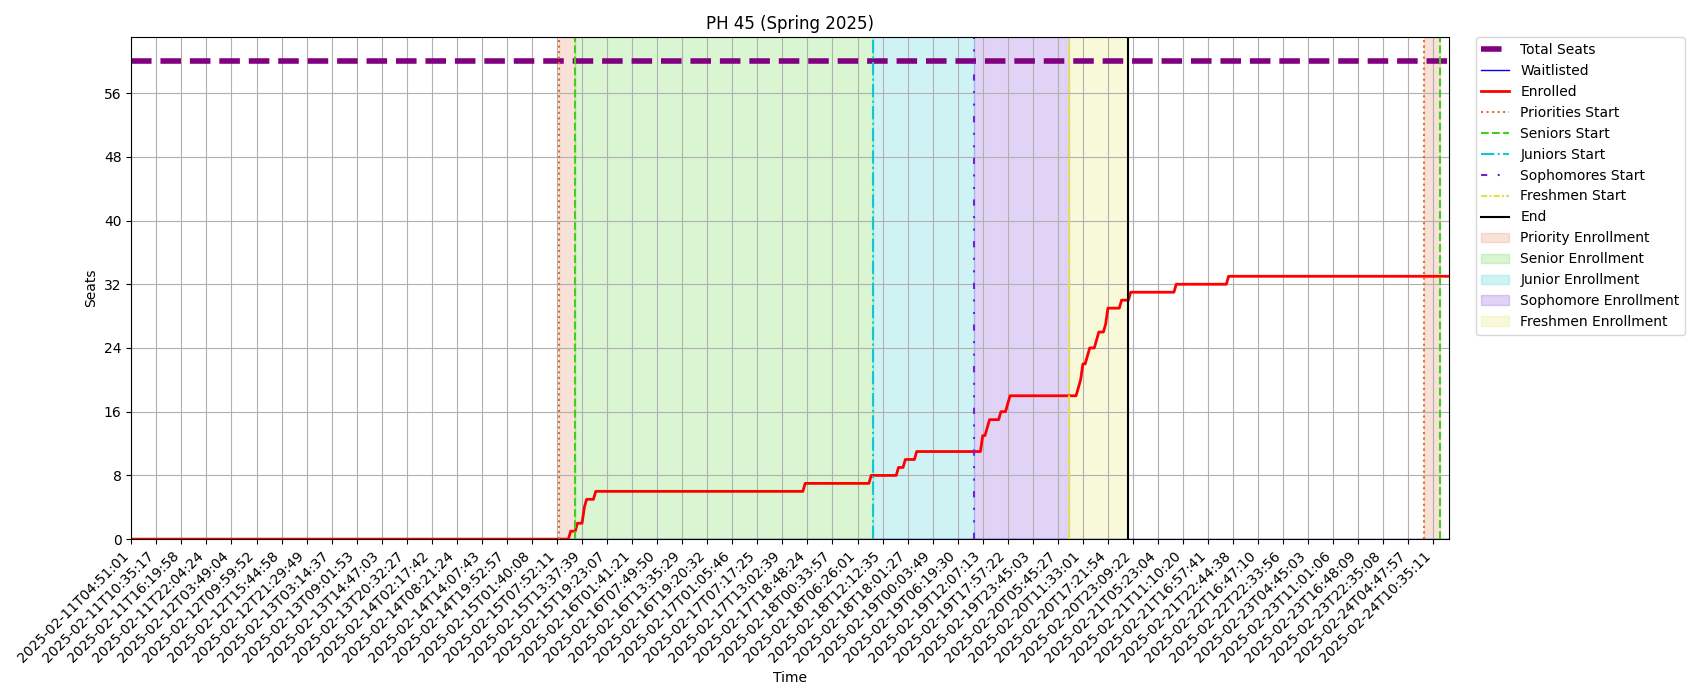 PH 45 (Spring 2025)
Total Seats
Waitlisted
Enrolled
Priorities Start
Seniors Start
Juniors Start
Sophomores Start
Freshmen Start
End
Priority Enrollment
Senior Enrollment
Junior Enrollment
Sophomore Enrollment
Freshmen Enrollment
Seats
56
48
40
32
24
16
8
0
2025-02-11T04:51:01
2025-02-11T10:35:17
2025-02-11T16:19:58
2025-02-11T22:04:24
2025-02-12T03:49:04
2025-02-12T09:59:52
2025-02-12T15:44:58
2025-02-12T21:29:49
2025-02-13T03:14:37
2025-02-13T09:01:53
2025-02-13T14:47:03
2025-02-13T20:32:27
2025-02-14T02:17:42
2025-02-14T08:21:24
2025-02-14T14:07:43
2025-02-14T19:52:57
2025-02-15T01:40:08
2025-02-15T07:52:11
2025-02-15T13:37:39
2025-02-15T19:23:07
2025-02-16T01:41:21
2025-02-16T07:49:50
2025-02-16T13:35:29
2025-02-16T19:20:32
2025-02-17T01:05:46
2025-02-17T07:17:25
2025-02-17T13:02:39
2025-02-17T18:48:24
2025-02-18T00:33:57
2025-02-18T06:26:01
2025-02-18T12:12:35
2025-02-18T18:01:27
2025-02-19T00:03:49
2025-02-19T06:19:30
2025-02-19T12:07:13
2025-02-19T17:57:22
2025-02-19T23:45:03
2025-02-20T05:45:27
2025-02-20T11:33:01
2025-02-20T17:21:54
2025-02-20T23:09:22
2025-02-21T05:23:04
2025-02-21T11:10:20
2025-02-21T16:57:41
2025-02-21T22:44:38
2025-02-22T16:47:10
2025-02-22T22:35:56
2025-02-23T04:45:03
2025-02-23T11:01:06
2025-02-23T16:48:09
2025-02-23T22:35:08
2025-02-24T04:47:57
2025-02-24T10:35:11
Time